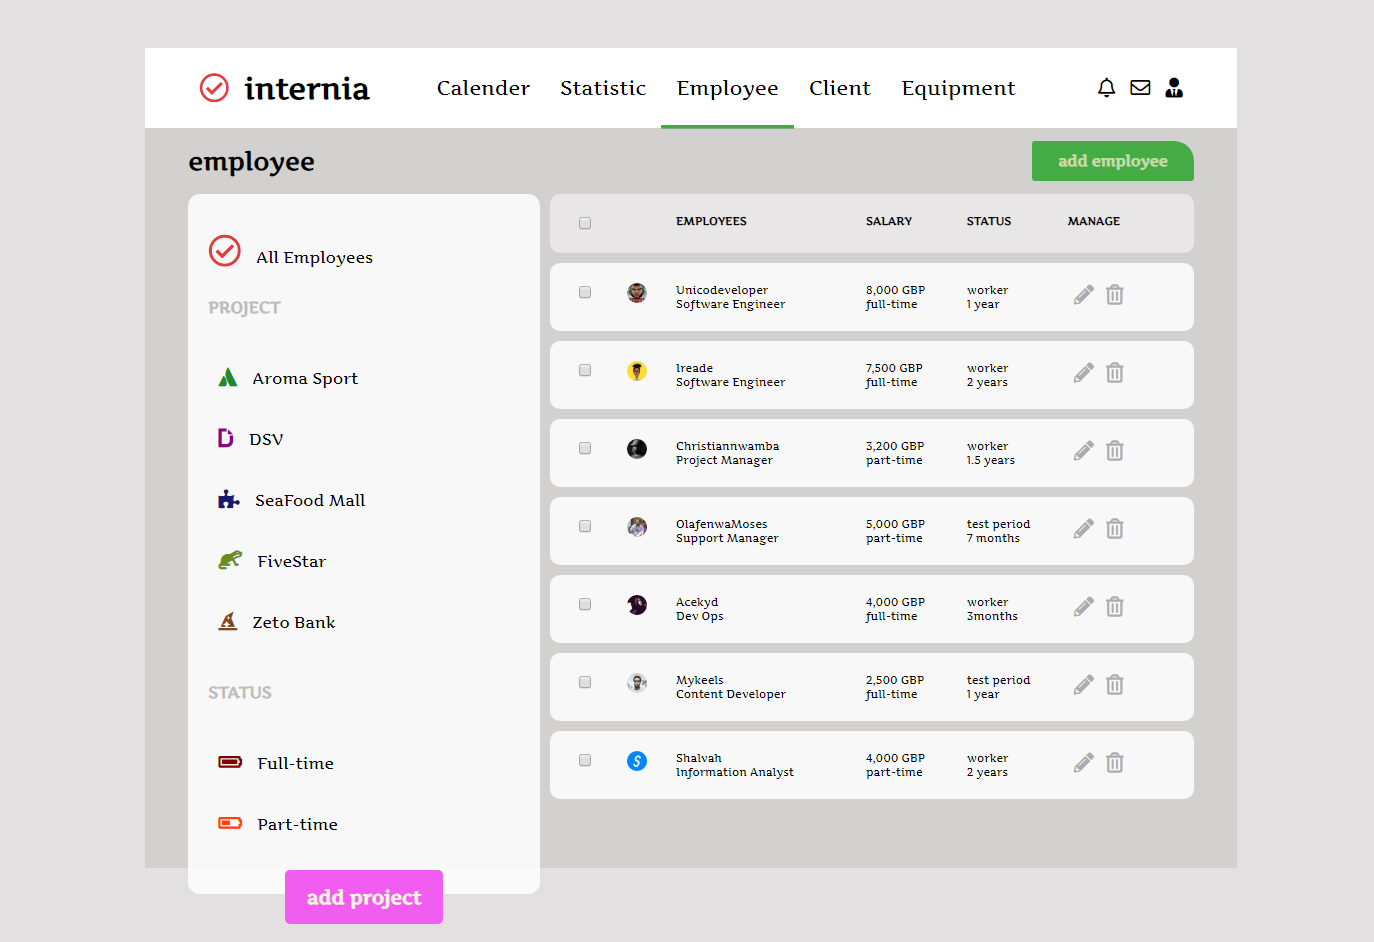 internia
Calender Statistic Employee Client Equipment
employee
add employee
All Employees
PROJECT
Aroma Sport
DSV
SeaFood Mall
FiveStar
Zeto Bank
STATUS
Full-time
Part-time
add project
EMPLOYEES SALARY STATUS MANAGE
Unicodeveloper 8,000 GBP worker
Software Engineer full-time 1 year
Ireade 7,500 GBP worker
Software Engineer full-time 2 years
Christiannwamba 3,200 GBP worker
Project Manager part-time 1.5 years
OlafenwaMoses 5,000 GBP test period
Support Manager part-time 7 months
Acekyd 4,000 GBP worker
Dev Ops full-time 3months
Mykeels 2,500 GBP test period
Content Developer full-time 1 year
Shalvah 4,000 GBP worker
Information Analyst part-time 2 years